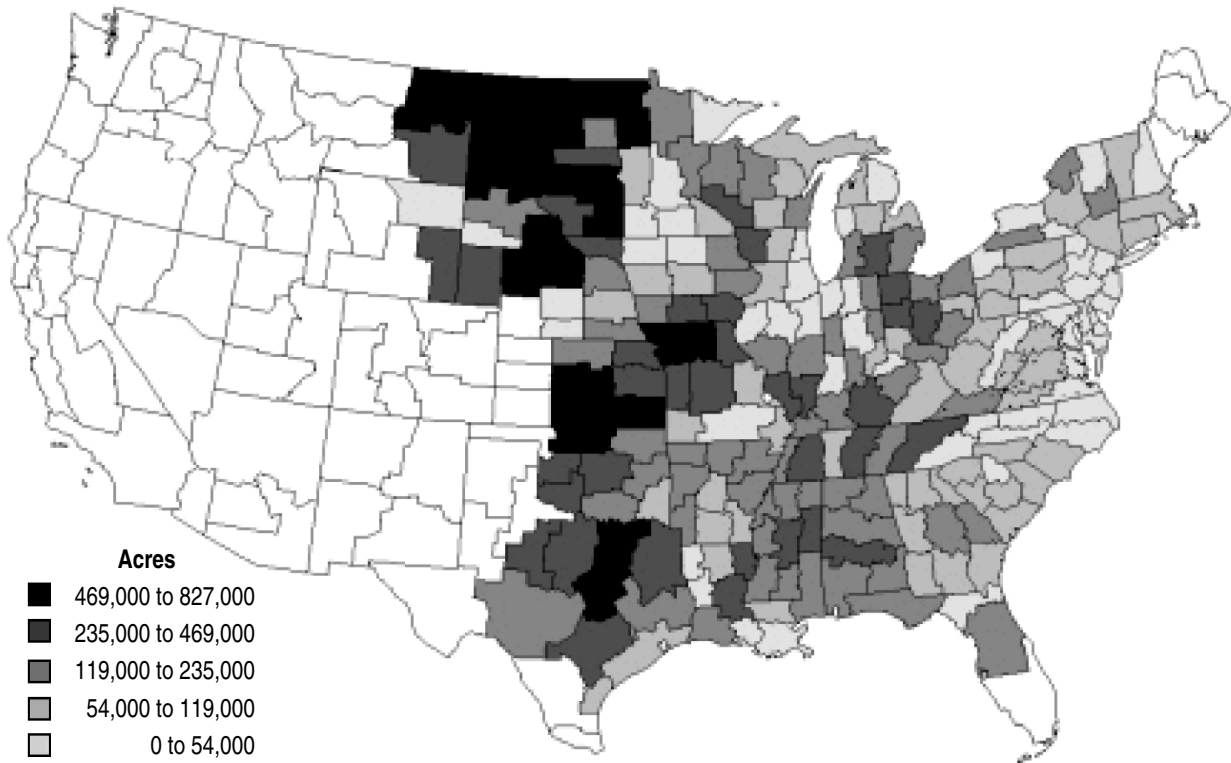 Acres
469,000 to 827,000
235,000 to 469,000
119,000 to 235,000
54,000 to 119,000
0 to 54,000